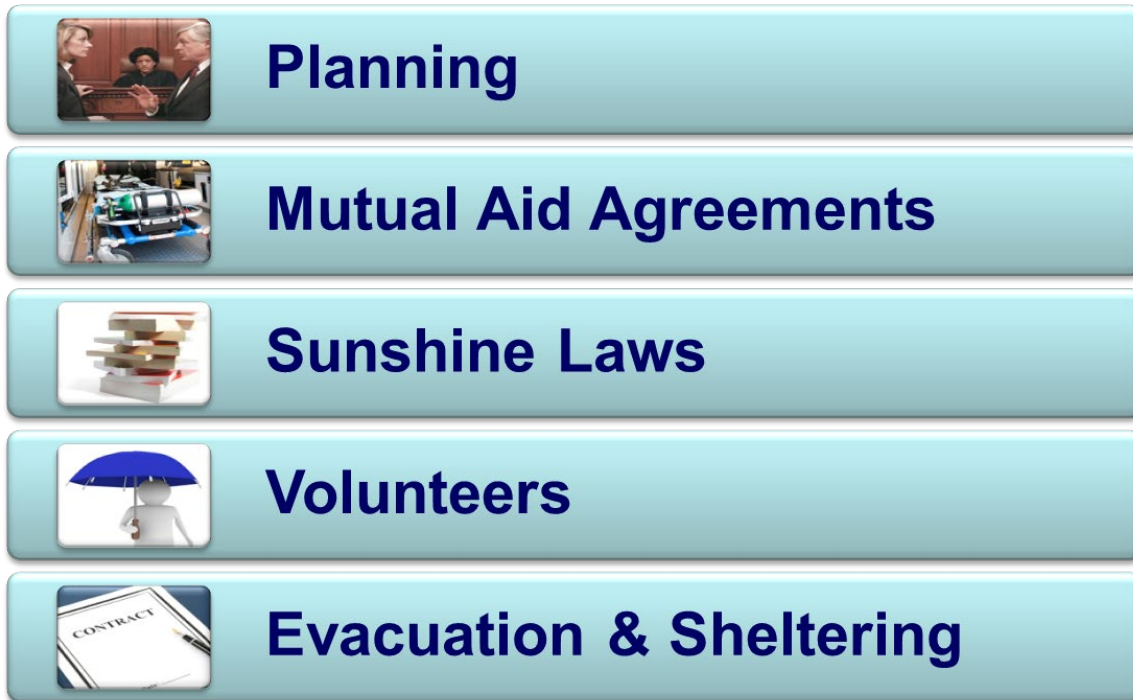 Planning
Mutual Aid Agreements
Sunshine Laws
Volunteers
CONTRACT
Evacuation & Sheltering